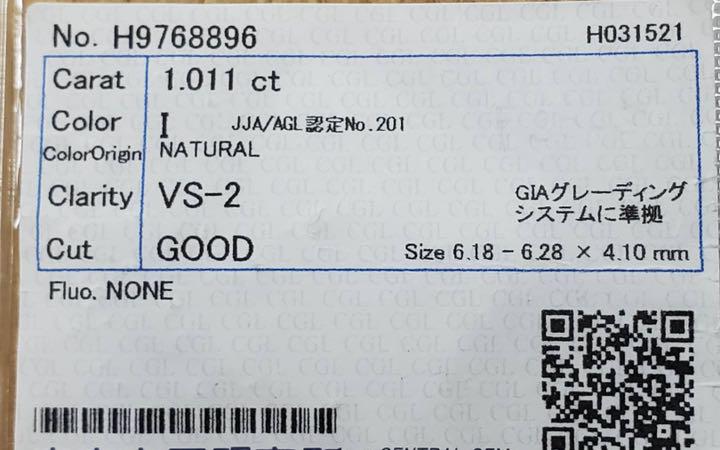 No. H9768896 H031521
Carat 1.011 ct
Color I JJA/AGL認定No.201
ColorOrigin NATURAL
Clarity VS-2 GIAグレーディング
システムに準拠
Cut GOOD Size 6.18 - 6.28 × 4.10 mm
Fluo. NONE